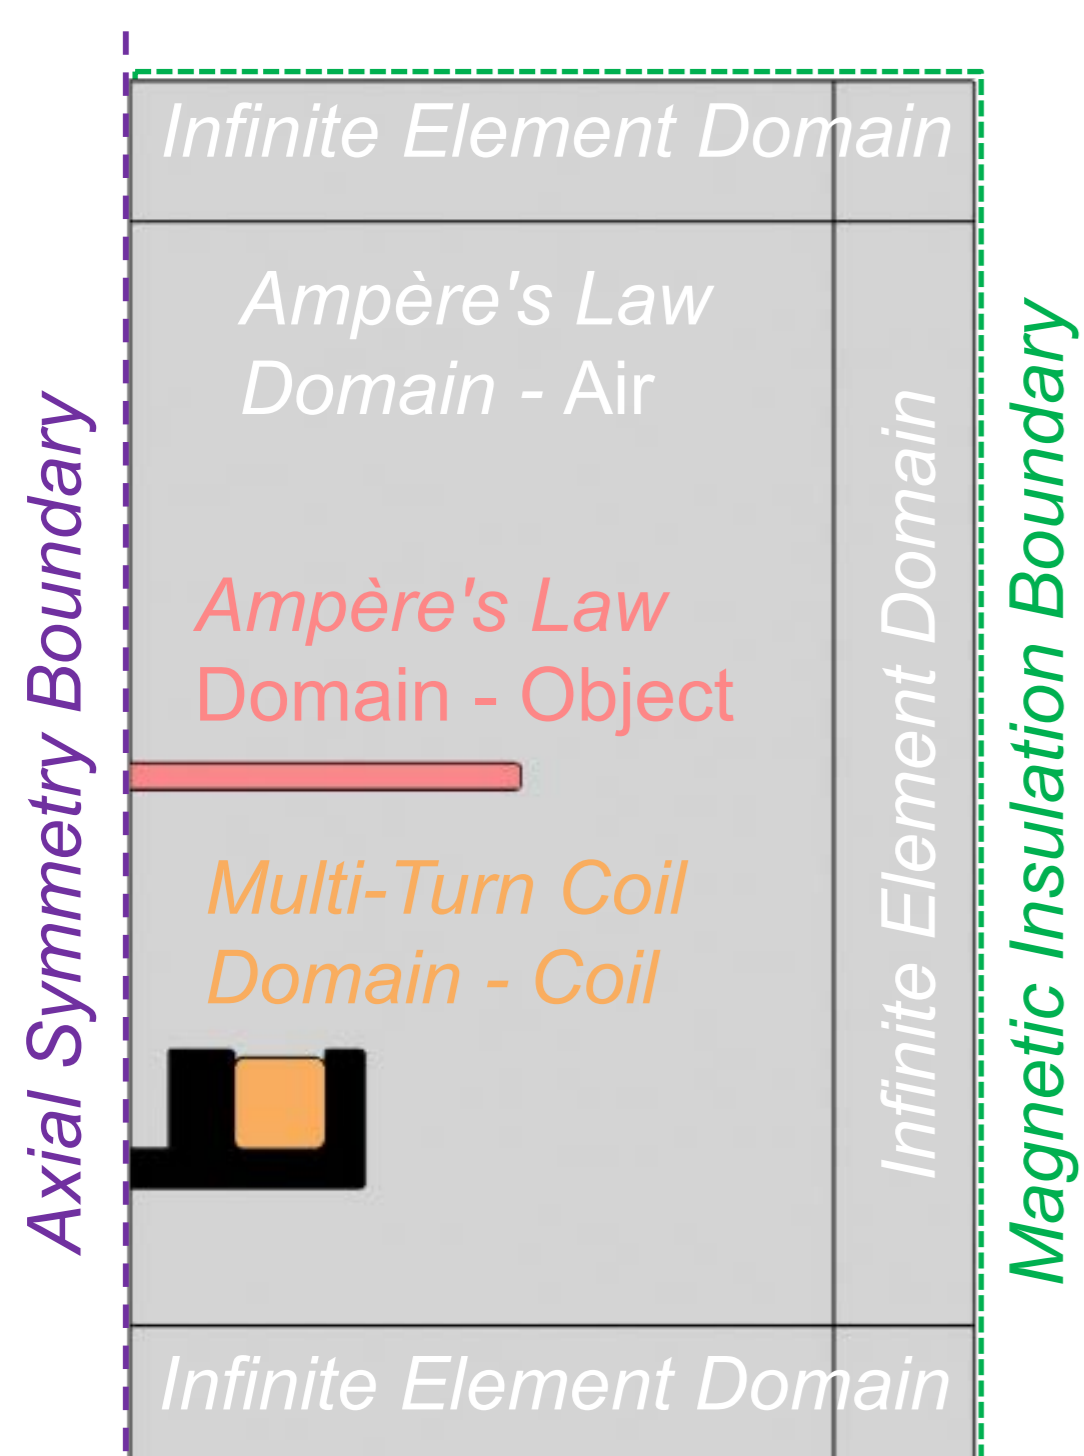 Infinite Element Domain
Ampère's Law
Domain - Air
Ampère's Law
Domain - Object
Multi-Turn Coil
Domain - Coil
Infinite Element Domain
Axial Symmetry Boundary
Infinite Element Domain
Magnetic Insulation Boundary